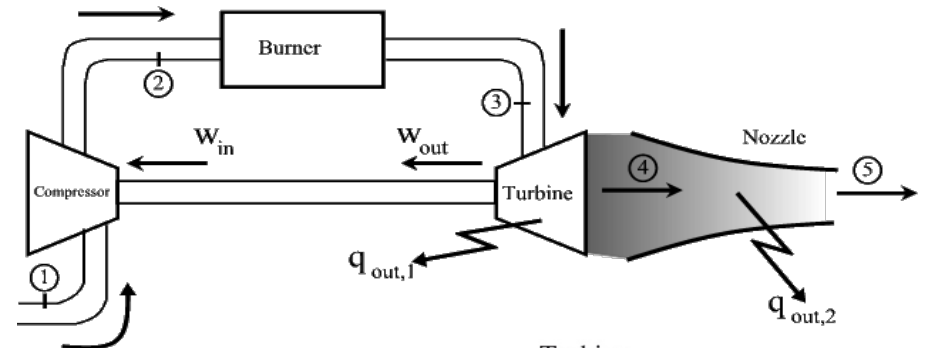 Burner
②
③
W in
W out
Nozzle
④
⑤
Compressor
Turbine
q out,1
①
q out,2